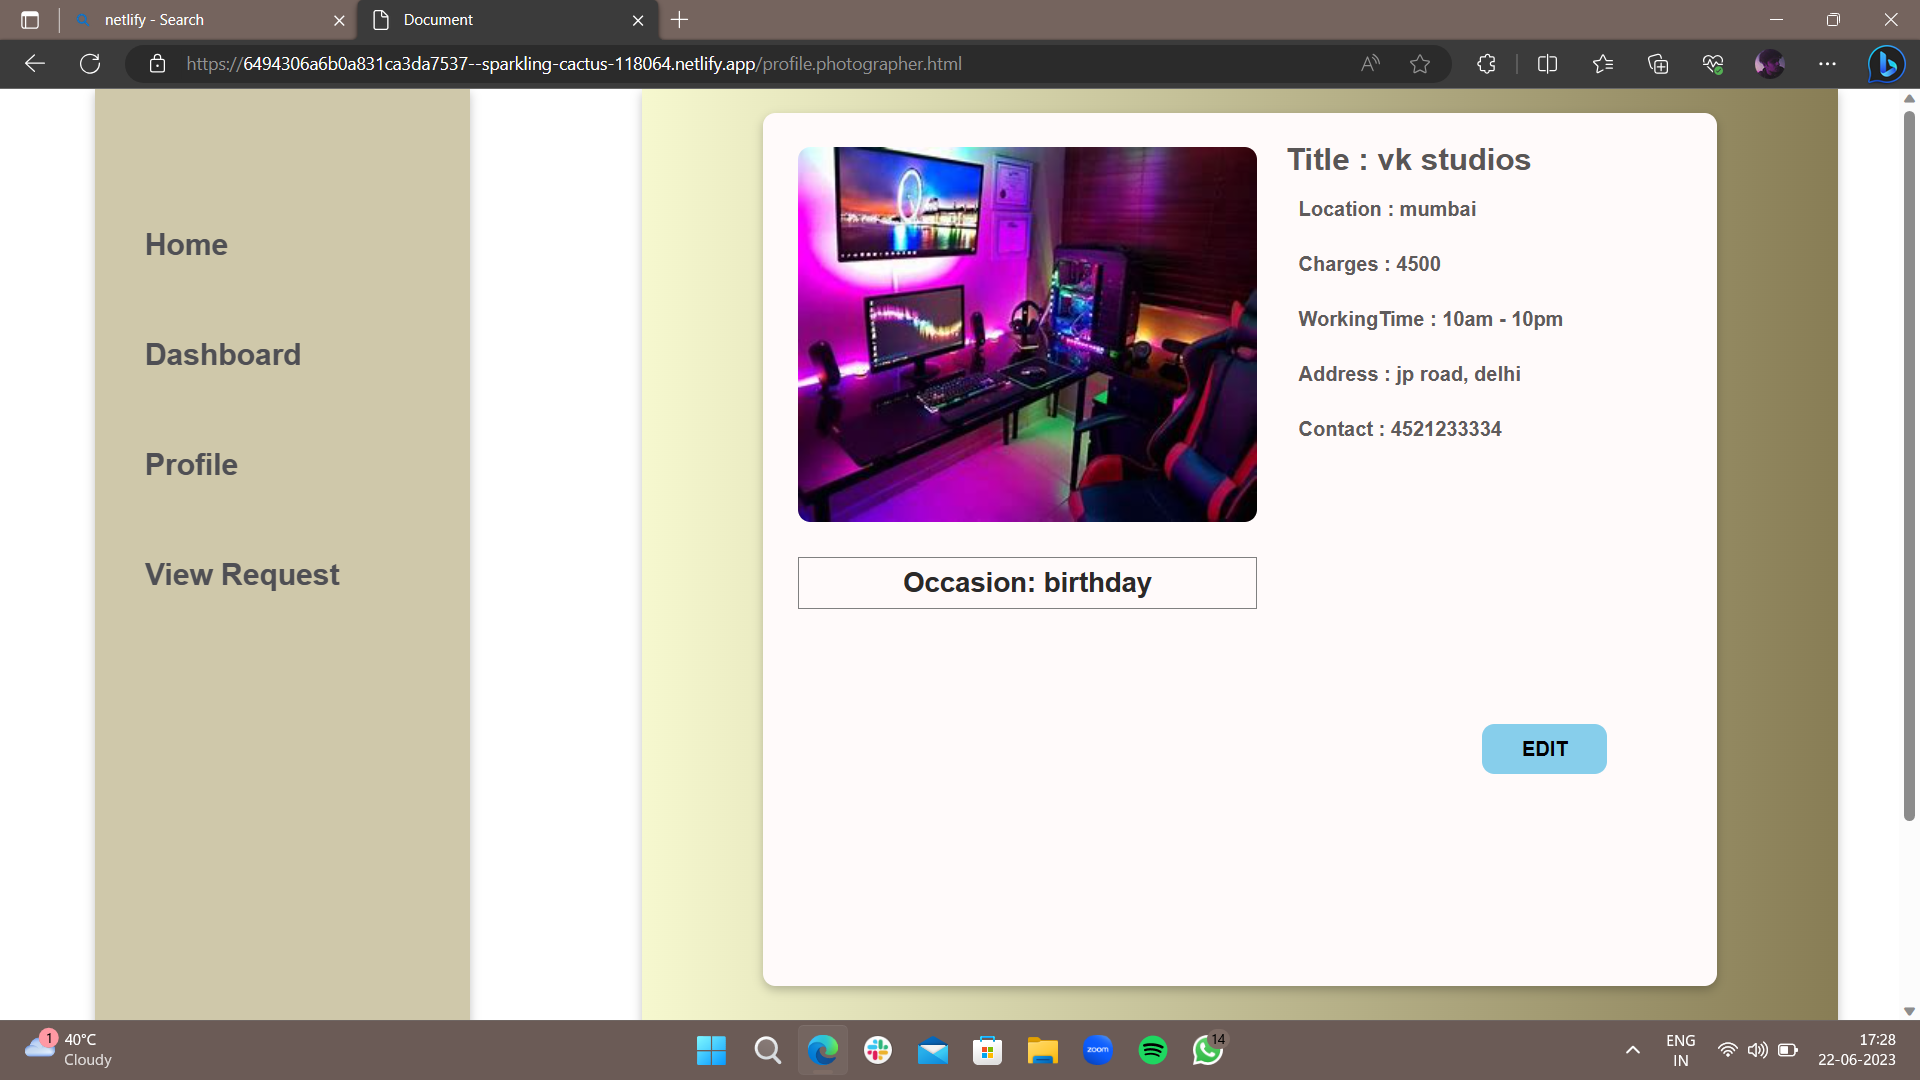 netlify - Search
Document
https://6494306a6b0a831ca3da7537--sparkling-cactus-118064.netlify.app/profile.photographer.html
Home
Dashboard
Profile
View Request
Title : vk studios
Location : mumbai
Charges : 4500
WorkingTime : 10am - 10pm
Address : jp road, delhi
Contact : 4521233334
Occasion: birthday
EDIT
1
40°C
Cloudy
zoom
14
ENG
IN
17:28
22-06-2023